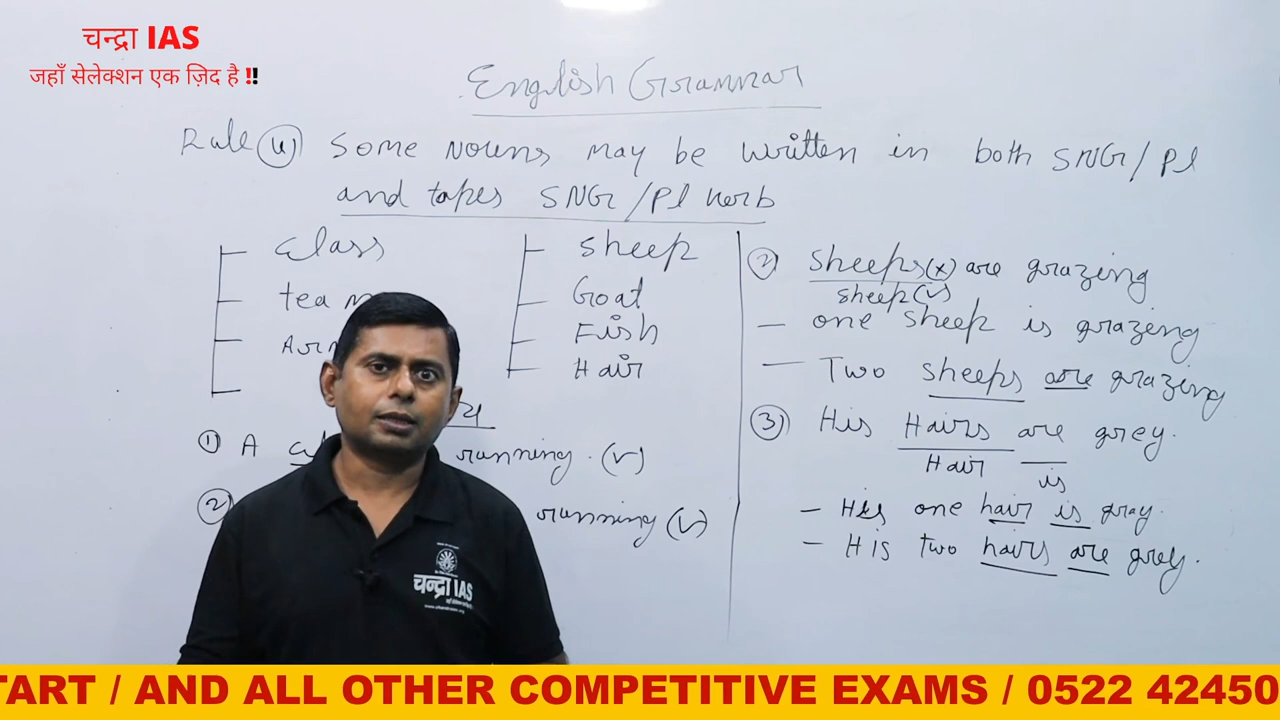 चन्द्रा IAS
जहाँ सेलेक्शन एक ज़िद है !!
English Grammar
Rule (4) Some Nouns may be written in both SNG/Pl
and takes SNG/Pl verb
Class
team
Sheep
Goat
Fish
Hair
① A running. (✓)
② running (✓)
② Sheeps(x) are grazing
sheep(✓)
— one sheep is grazing
— Two sheeps are grazing
③ His Hairs are grey.
Hair is
— His one hair is gray.
— His two hairs are grey.
चन्द्रा IAS
TART / AND ALL OTHER COMPETITIVE EXAMS / 0522 42450